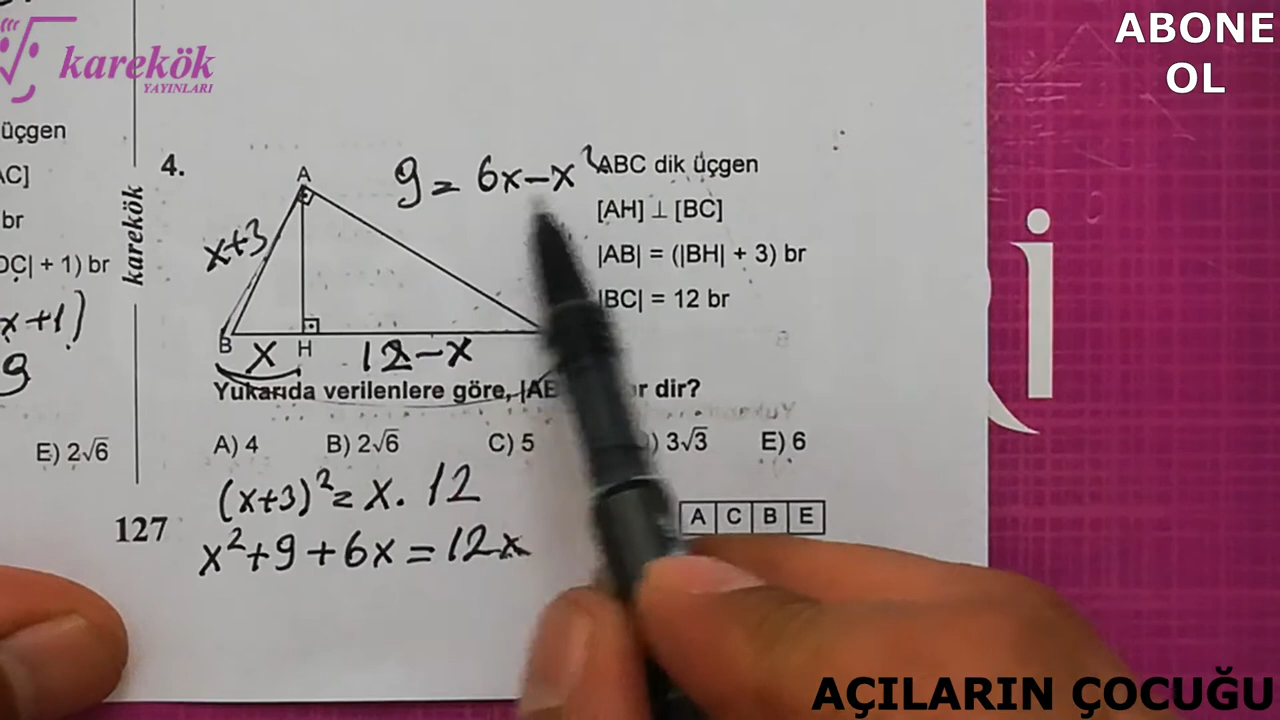 ABONE
OL
karekök
YAYINLARI
üçgen
AC]
br
DC| + 1) br
x+1)
9
E) 2√6
karekök
127
4.
A
9 = 6x-x²
ABC dik üçgen
[AH] ⊥ [BC]
x+3
|AB| = (|BH| + 3) br
|BC| = 12 br
B x H 12-x
Yukarıda verilenlere göre, dir?
A) 4 B) 2√6 C) 5 ) 3√3 E) 6
(x+3)² = x. 12
x²+9+6x=12x
A C B E
İ
AÇILARIN ÇOCUĞU